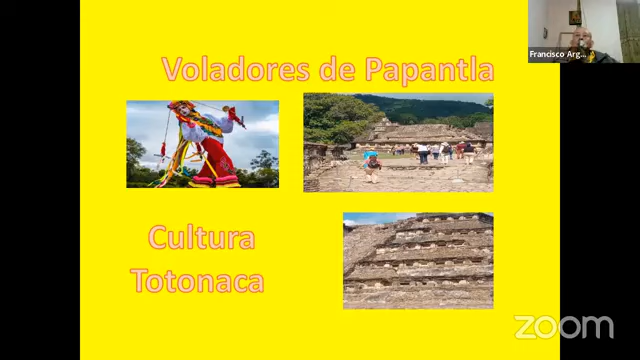 Francisco Arg...
Voladores de Papantla
Cultura
Totonaca
zoom